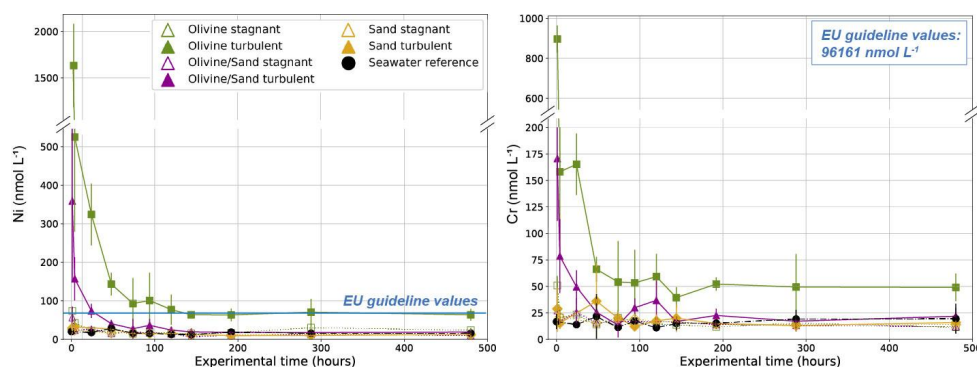 2000
1500
500
400
300
200
100
0
Ni (nmol L⁻¹)
Olivine stagnant
Olivine turbulent
Olivine/Sand stagnant
Olivine/Sand turbulent
Sand stagnant
Sand turbulent
Seawater reference
EU guideline values
0 100 200 300 400 500
Experimental time (hours)
1000
900
800
700
600
200
175
150
125
100
75
50
25
0
Cr (nmol L⁻¹)
EU guideline values:
96161 nmol L⁻¹
0 100 200 300 400 500
Experimental time (hours)